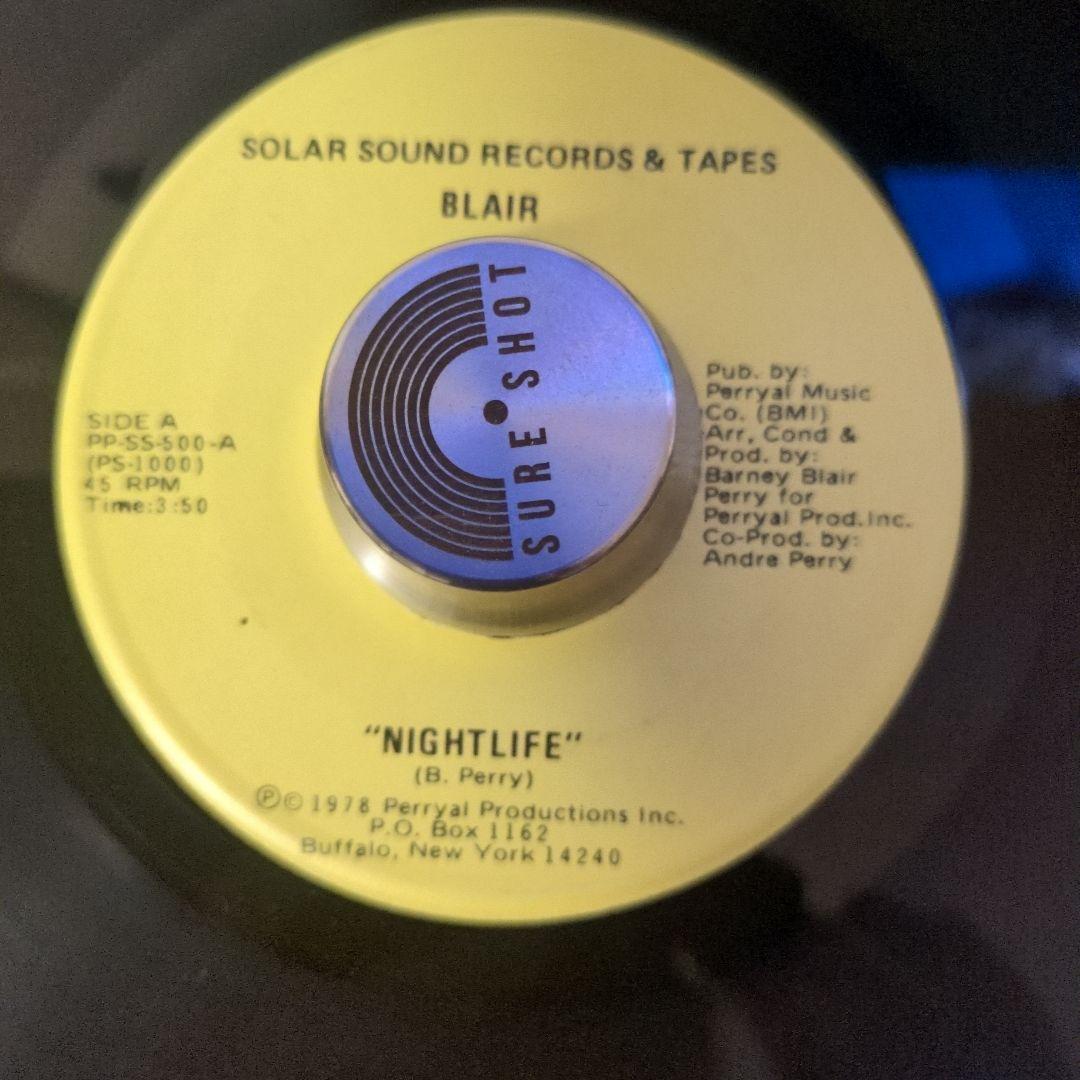 SOLAR SOUND RECORDS & TAPES
BLAIR
SURE SHOT
SIDE A
PP-SS-500-A
(PS-1000)
45 RPM
Time:3:50
Pub. by:
Perryal Music
Co. (BMI)
Arr, Cond &
Prod. by:
Barney Blair
Perry for
Perryal Prod.Inc.
Co-Prod. by:
Andre Perry
"NIGHTLIFE"
(B. Perry)
Ⓟ© 1978 Perryal Productions Inc.
P.O. Box 1162
Buffalo, New York 14240